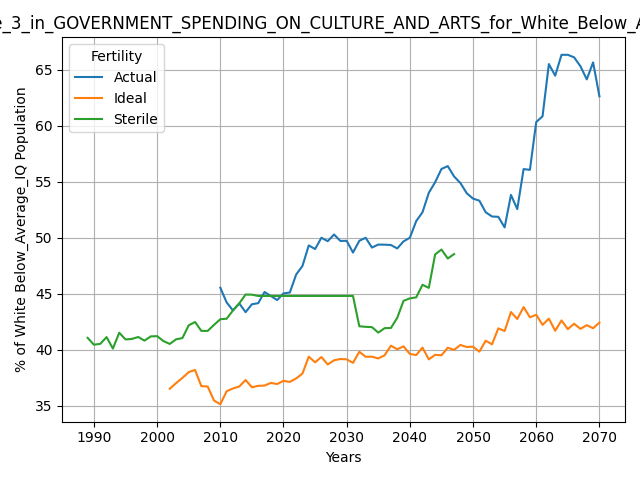 _3_in_GOVERNMENT_SPENDING_ON_CULTURE_AND_ARTS_for_White_Below_A
Fertility
Actual
Ideal
Sterile
% of White Below_Average_IQ Population
65
60
55
50
45
40
35
1990
2000
2010
2020
2030
2040
2050
2060
2070
Years